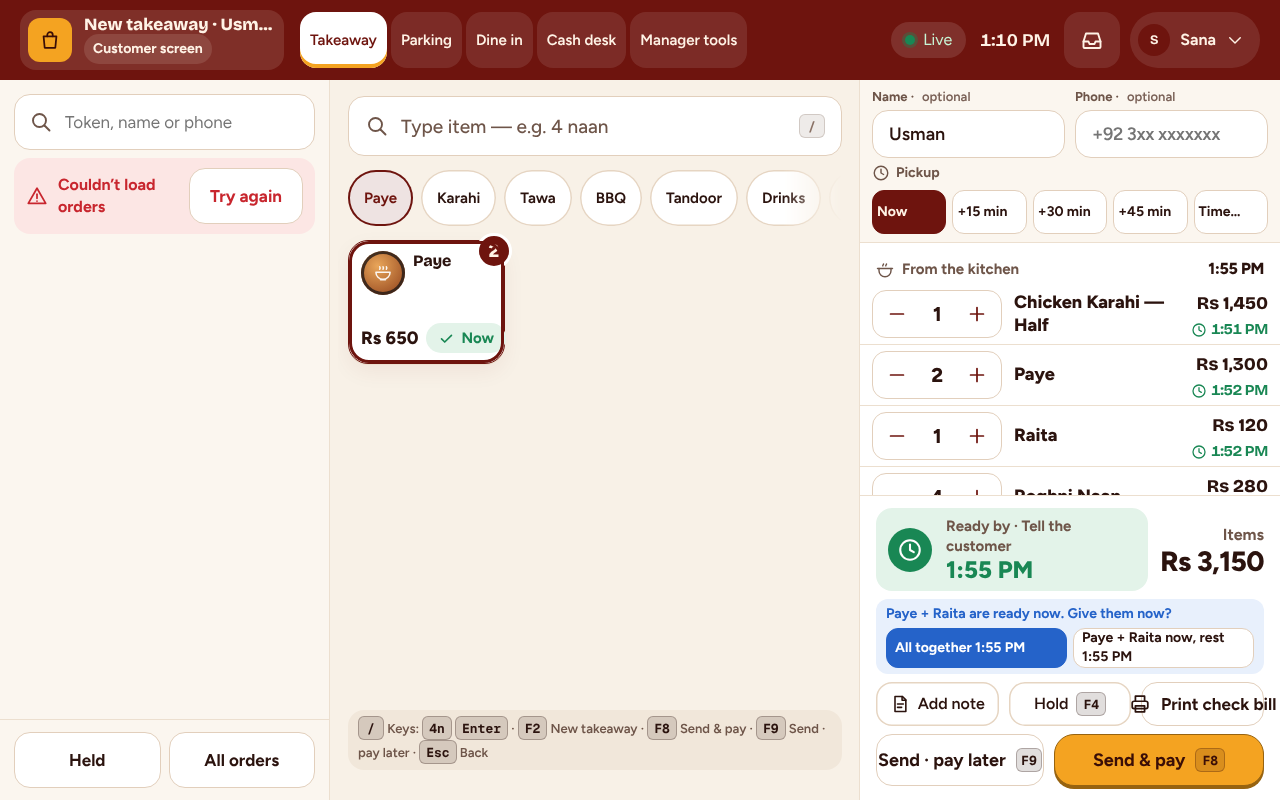 New takeaway · Usm...
Customer screen
Takeaway
Parking
Dine in
Cash desk
Manager tools
Live
1:10 PM
S
Sana
Token, name or phone
Couldn't load
orders
Try again
Held
All orders
Type item — e.g. 4 naan
/
Paye
Karahi
Tawa
BBQ
Tandoor
Drinks
Paye
2
Rs 650
Now
/ Keys: 4n Enter · F2 New takeaway · F8 Send & pay · F9 Send ·
pay later · Esc Back
Name · optional
Phone · optional
Usman
+92 3xx xxxxxxx
Pickup
Now
+15 min
+30 min
+45 min
Time...
From the kitchen
1:55 PM
1
Chicken Karahi —
Half
Rs 1,450
1:51 PM
2
Paye
Rs 1,300
1:52 PM
1
Raita
Rs 120
1:52 PM
4
Roghni Naan
Rs 280
Ready by · Tell the
customer
1:55 PM
Items
Rs 3,150
Paye + Raita are ready now. Give them now?
All together 1:55 PM
Paye + Raita now, rest
1:55 PM
Add note
Hold F4
Print check bill
Send · pay later F9
Send & pay F8